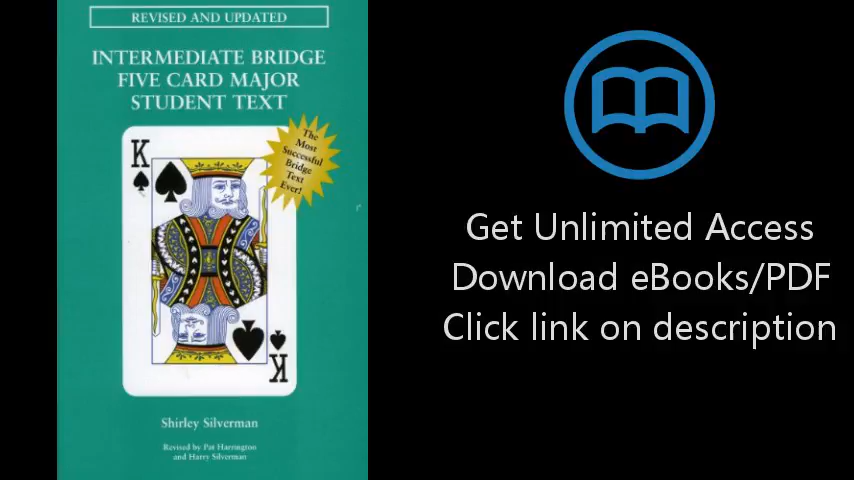 REVISED AND UPDATED
INTERMEDIATE BRIDGE
FIVE CARD MAJOR
STUDENT TEXT
The
Most
Successful
Bridge
Text
Ever!
K
K
Shirley Silverman
Revised by Pat Harrington
and Harry Silverman
Get Unlimited Access
Download eBooks/PDF
Click link on description